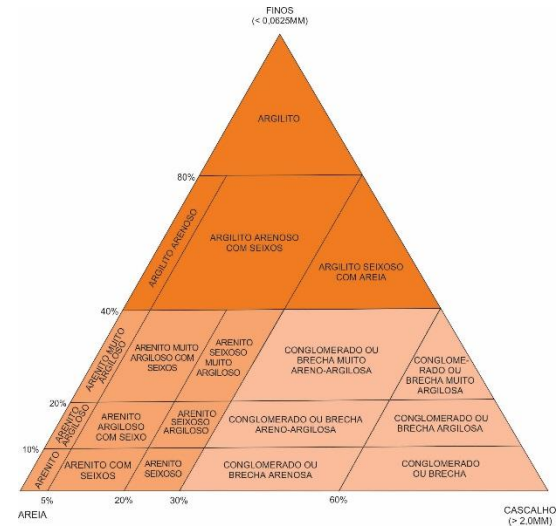 FINOS
(< 0,0625MM)
ARGILITO
80%
ARGILITO ARENOSO
ARGILITO ARENOSO
COM SEIXOS
ARGILITO SEIXOSO
COM AREIA
40%
ARENITO MUITO
ARGILOSO
ARENITO MUITO
ARGILOSO COM
SEIXOS
ARENITO
SEIXOSO
MUITO
ARGILOSO
CONGLOMERADO OU
BRECHA MUITO
ARENO-ARGILOSA
CONGLOME-
RADO OU
BRECHA MUITO
ARGILOSA
20%
ARENITO
ARGILOSO
ARENITO
ARGILOSO
COM SEIXO
ARENITO
SEIXOSO
ARGILOSO
CONGLOMERADO OU BRECHA
ARENO-ARGILOSA
CONGLOMERADO OU
BRECHA ARGILOSA
10%
ARENITO
ARENITO COM
SEIXOS
ARENITO
SEIXOSO
CONGLOMERADO OU
BRECHA ARENOSA
CONGLOMERADO
OU BRECHA
5%
20%
30%
60%
AREIA
CASCALHO
(> 2,0MM)